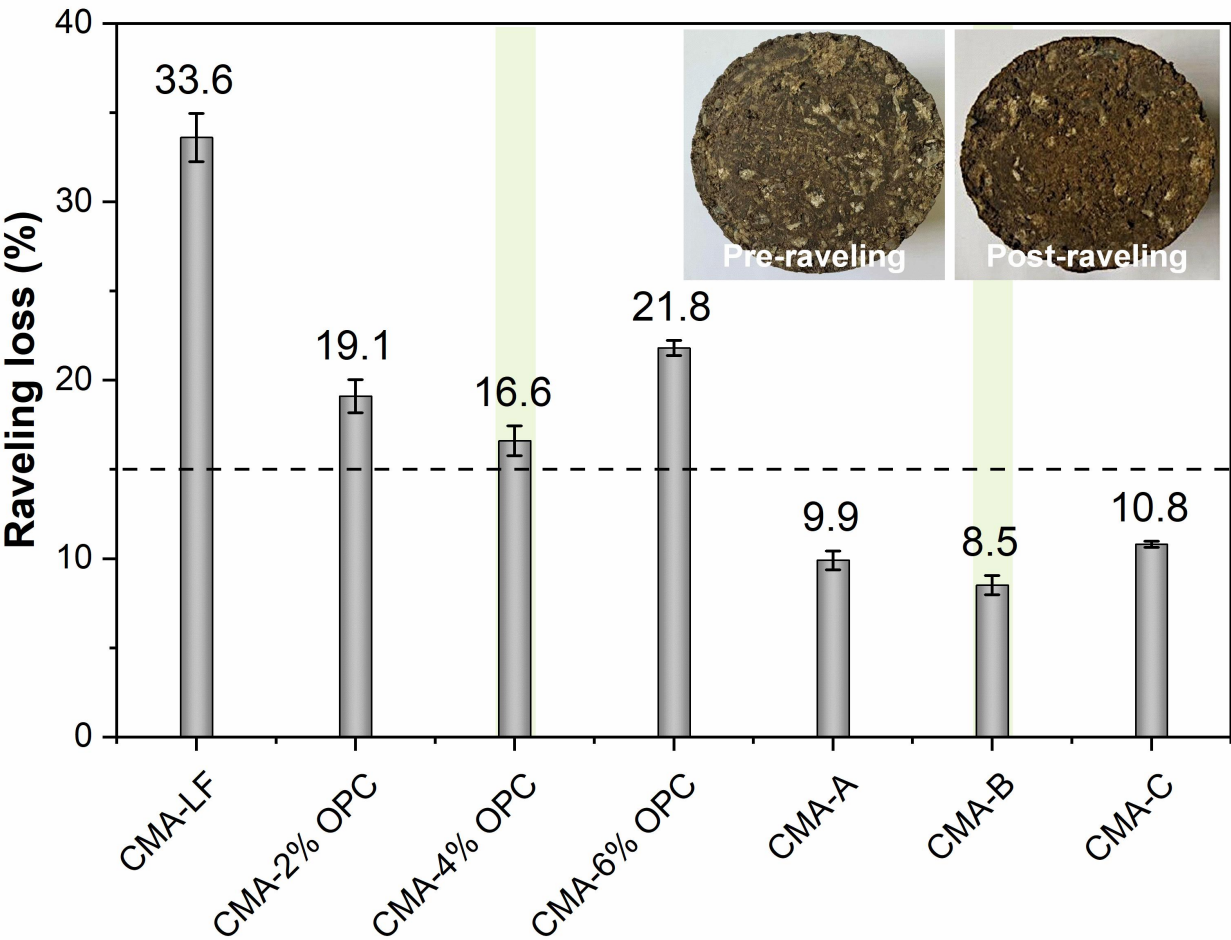 Raveling loss (%)
40
30
20
10
0
33.6
19.1
16.6
21.8
9.9
8.5
10.8
Pre-raveling
Post-raveling
CMA-LF
CMA-2% OPC
CMA-4% OPC
CMA-6% OPC
CMA-A
CMA-B
CMA-C